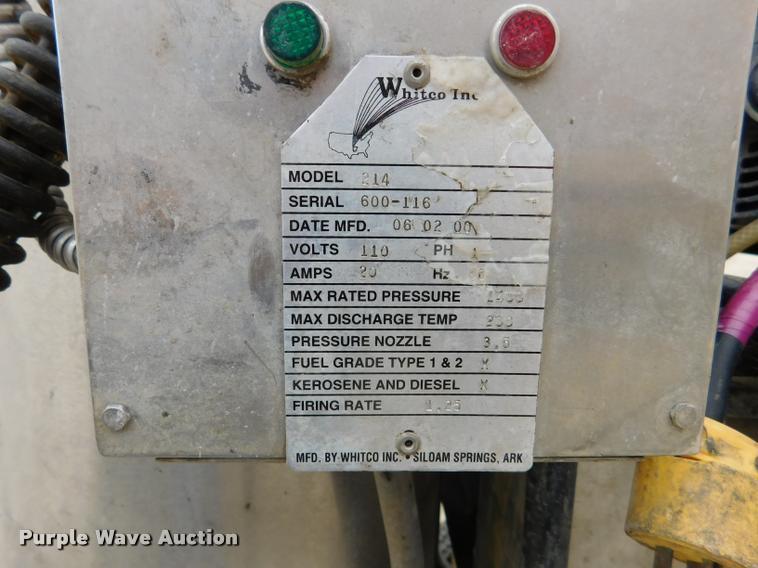 Whitco Inc
MODEL 214
SERIAL 600-116
DATE MFD. 06 02 00
VOLTS 110 PH 1
AMPS 20 Hz
MAX RATED PRESSURE
MAX DISCHARGE TEMP
PRESSURE NOZZLE
FUEL GRADE TYPE 1 & 2 X
KEROSENE AND DIESEL X
FIRING RATE 1.25
MFD. BY WHITCO INC. • SILOAM SPRINGS, ARK
Purple Wave Auction